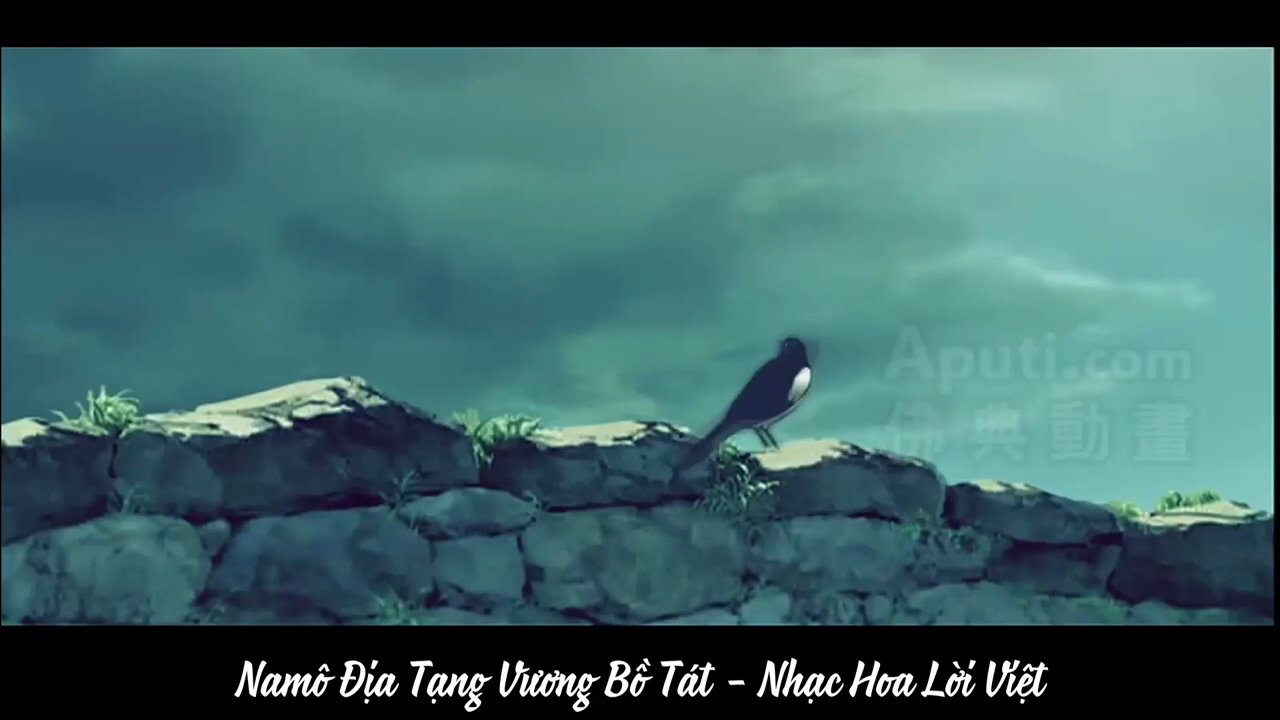 Aputi.com
佛典動畫
Namô Địa Tạng Vương Bồ Tát - Nhạc Hoa Lời Việt